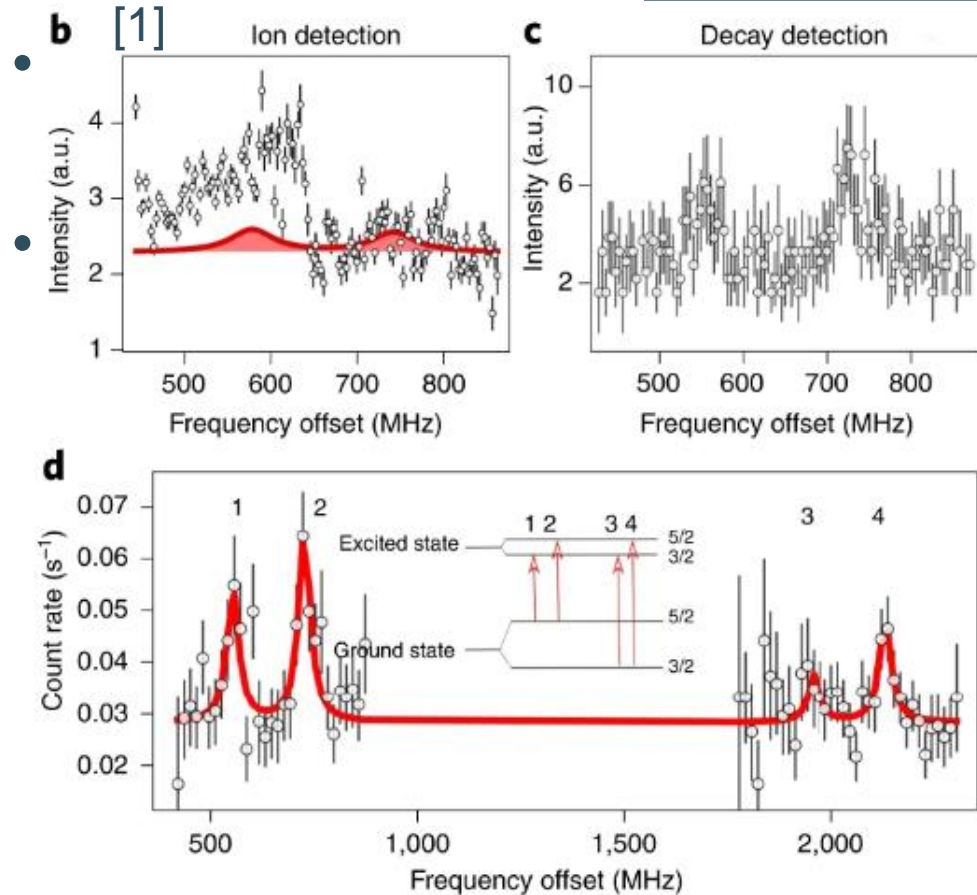 b [1] Ion detection
Intensity (a.u.)
4
3
2
1
500 600 700 800
Frequency offset (MHz)
c Decay detection
Intensity (a.u.)
10
6
2
500 600 700 800
Frequency offset (MHz)
d
Count rate (s⁻¹)
0.07
0.06
0.05
0.04
0.03
0.02
1 2 3 4
1 2 3 4
Excited state
5/2
3/2
Ground state
5/2
3/2
500 1,000 1,500 2,000
Frequency offset (MHz)